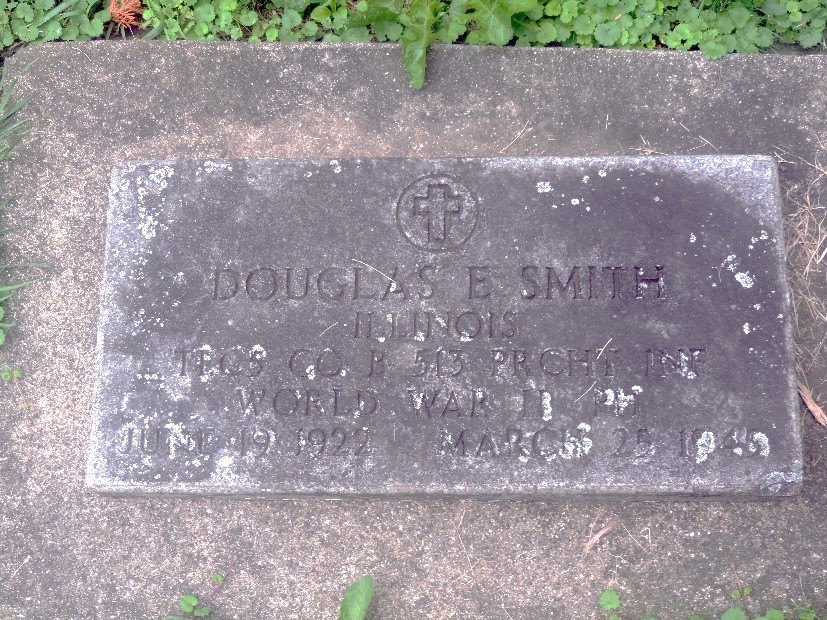 DOUGLAS E SMITH
ILLINOIS
TEC5 CO B 513 PRCHT INF
WORLD WAR II PH
JUNE 19 1922 MARCH 25 1945